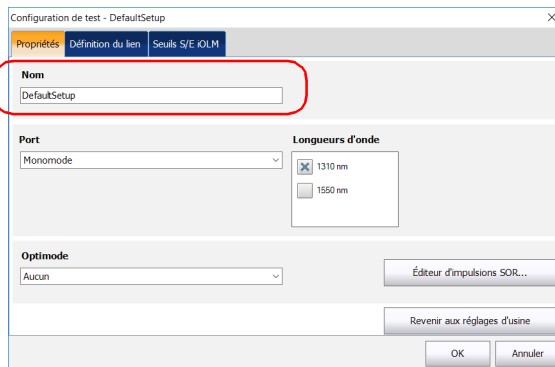 Configuration de test - DefaultSetup
Propriétés Définition du lien Seuils S/E iOLM
Nom
DefaultSetup
Port
Monomode
Longueurs d'onde
1310 nm
1550 nm
Optimode
Aucun
Éditeur d'impulsions SOR...
Revenir aux réglages d'usine
OK Annuler